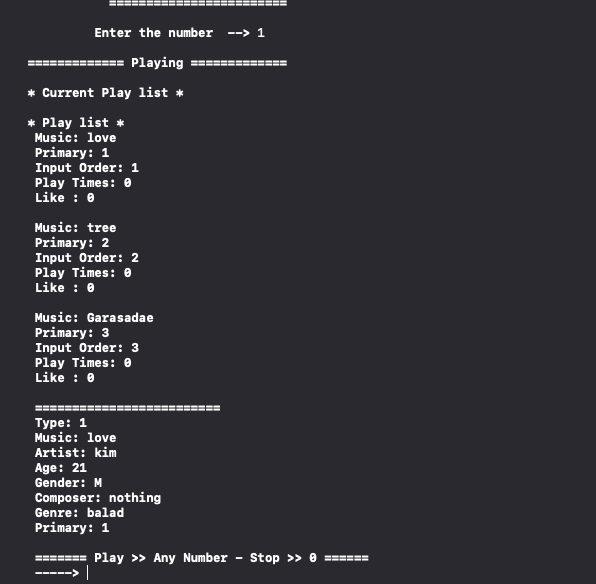 ========================
Enter the number --> 1
============= Playing =============
* Current Play list *
* Play list *
Music: love
Primary: 1
Input Order: 1
Play Times: 0
Like : 0
Music: tree
Primary: 2
Input Order: 2
Play Times: 0
Like : 0
Music: Garasadae
Primary: 3
Input Order: 3
Play Times: 0
Like : 0
=========================
Type: 1
Music: love
Artist: kim
Age: 21
Gender: M
Composer: nothing
Genre: balad
Primary: 1
======= Play >> Any Number - Stop >> 0 ======
----->